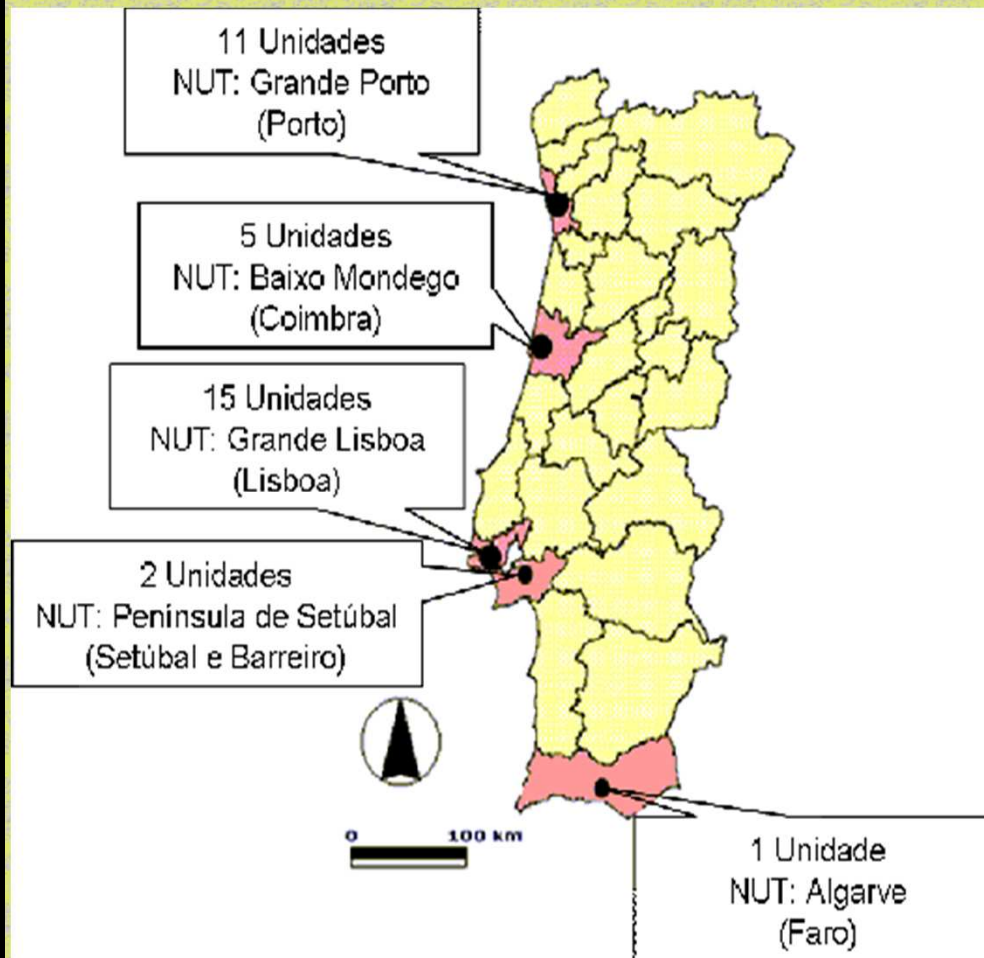 11 Unidades
NUT: Grande Porto
(Porto)
5 Unidades
NUT: Baixo Mondego
(Coimbra)
15 Unidades
NUT: Grande Lisboa
(Lisboa)
2 Unidades
NUT: Península de Setúbal
(Setúbal e Barreiro)
0 100 km
1 Unidade
NUT: Algarve
(Faro)